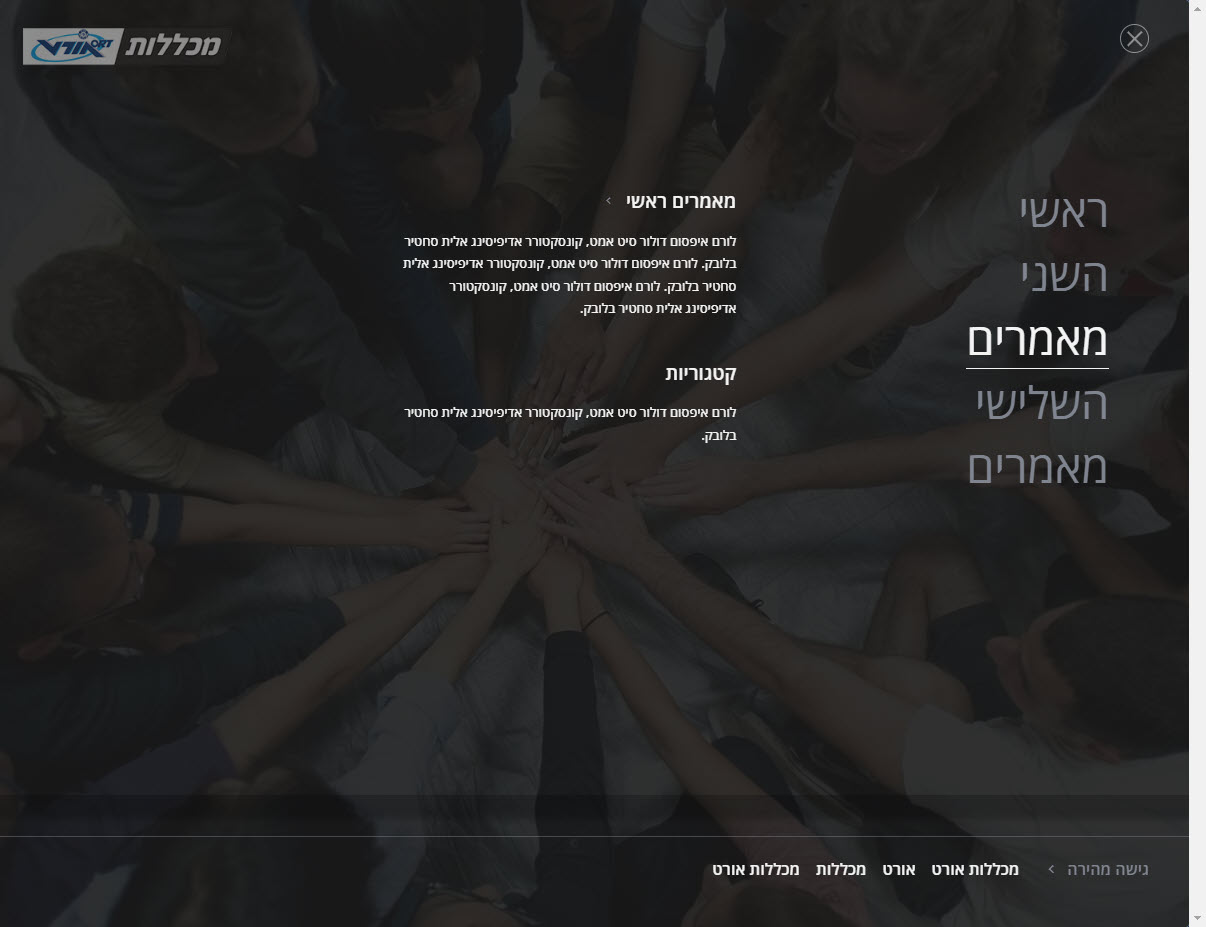 מכללות אורט ORT
ראשי
השני
מאמרים
השלישי
מאמרים
מאמרים ראשי ‹
לורם איפסום דולור סיט אמט, קונסקטורר אדיפיסינג אלית סחטיר
בלובק. לורם איפסום דולור סיט אמט, קונסקטורר אדיפיסינג אלית
סחטיר בלובק. לורם איפסום דולור סיט אמט, קונסקטורר
אדיפיסינג אלית סחטיר בלובק.
קטגוריות
לורם איפסום דולור סיט אמט, קונסקטורר אדיפיסינג אלית סחטיר
בלובק.
גישה מהירה ‹ מכללות אורט אורט מכללות מכללות אורט